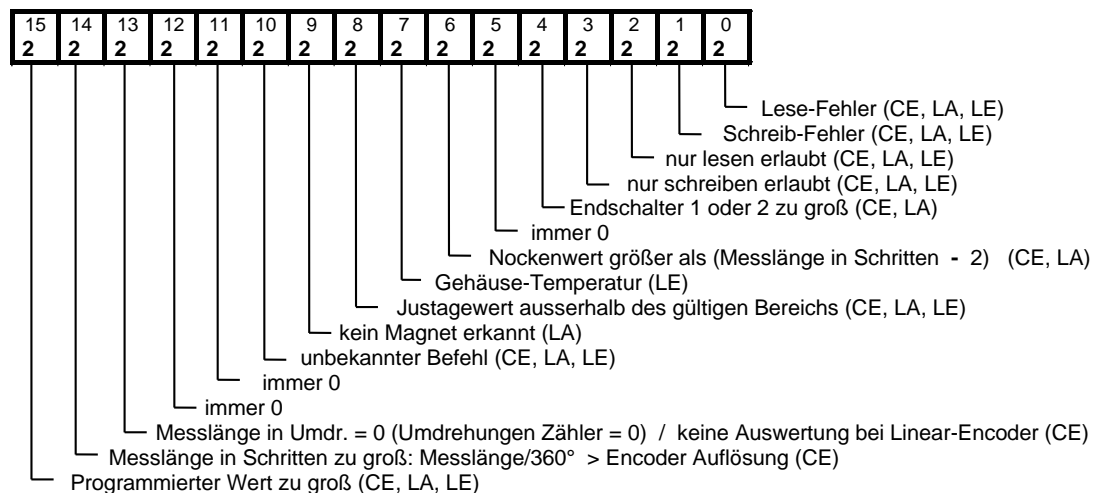 15 14 13 12 11 10 9 8 7 6 5 4 3 2 1 0
2 2 2 2 2 2 2 2 2 2 2 2 2 2 2 2
Lese-Fehler (CE, LA, LE)
Schreib-Fehler (CE, LA, LE)
nur lesen erlaubt (CE, LA, LE)
nur schreiben erlaubt (CE, LA, LE)
Endschalter 1 oder 2 zu groß (CE, LA)
immer 0
Nockenwert größer als (Messlänge in Schritten - 2) (CE, LA)
Gehäuse-Temperatur (LE)
Justagewert ausserhalb des gültigen Bereichs (CE, LA, LE)
kein Magnet erkannt (LA)
unbekannter Befehl (CE, LA, LE)
immer 0
immer 0
Messlänge in Umdr. = 0 (Umdrehungen Zähler = 0) / keine Auswertung bei Linear-Encoder (CE)
Messlänge in Schritten zu groß: Messlänge/360° > Encoder Auflösung (CE)
Programmierter Wert zu groß (CE, LA, LE)